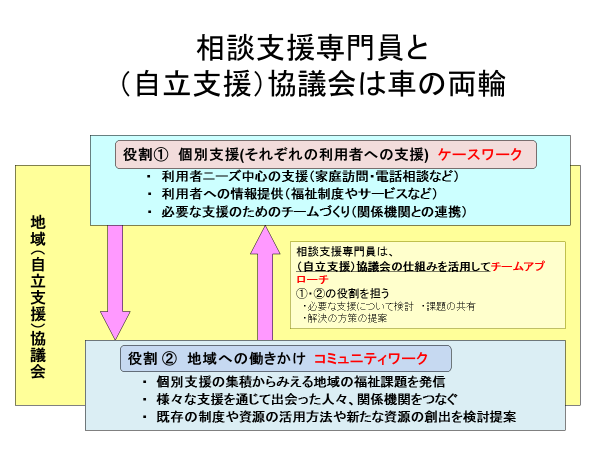 相談支援専門員と
（自立支援）協議会は車の両輪
役割① 個別支援(それぞれの利用者への支援) ケースワーク
・ 利用者ニーズ中心の支援（家庭訪問・電話相談など）
・ 利用者への情報提供（福祉制度やサービスなど）
・ 必要な支援のためのチームづくり（関係機関との連携）
地域（自立支援）協議会
相談支援専門員は、
（自立支援）協議会の仕組みを活用してチームアプ
ローチ
①・②の役割を担う
・必要な支援について検討 ・課題の共有
・解決の方策の提案
役割② 地域への働きかけ コミュニティワーク
・ 個別支援の集積からみえる地域の福祉課題を発信
・ 様々な支援を通じて出会った人々、関係機関をつなぐ
・ 既存の制度や資源の活用方法や新たな資源の創出を検討提案